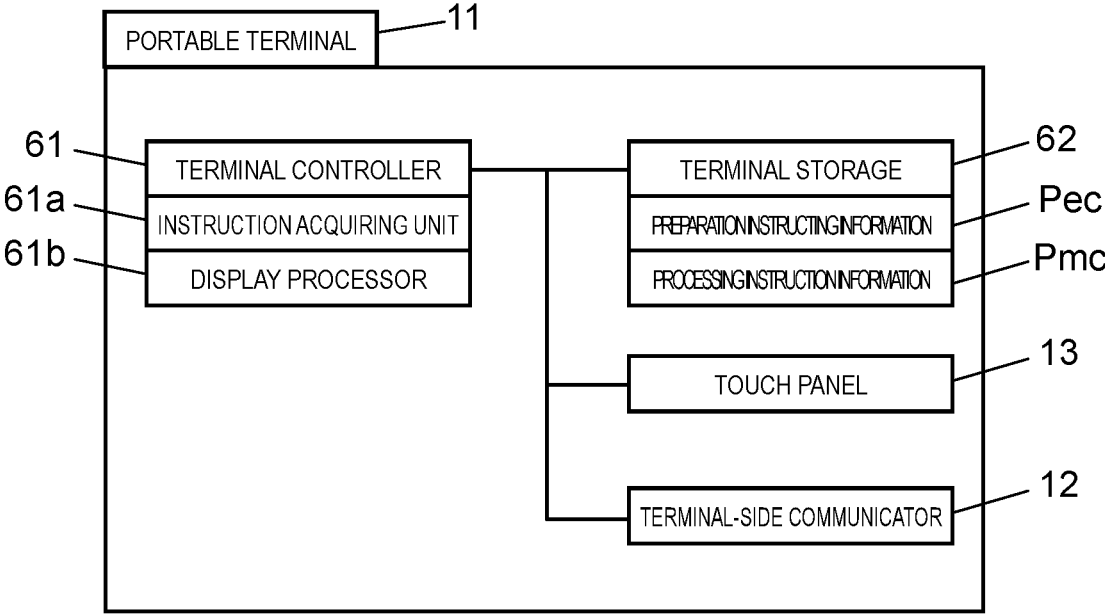 PORTABLE TERMINAL
11
61
TERMINAL CONTROLLER
61a
INSTRUCTION ACQUIRING UNIT
61b
DISPLAY PROCESSOR
TERMINAL STORAGE
62
PREPARATION INSTRUCTING INFORMATION
Pec
PROCESSING INSTRUCTION INFORMATION
Pmc
TOUCH PANEL
13
TERMINAL-SIDE COMMUNICATOR
12